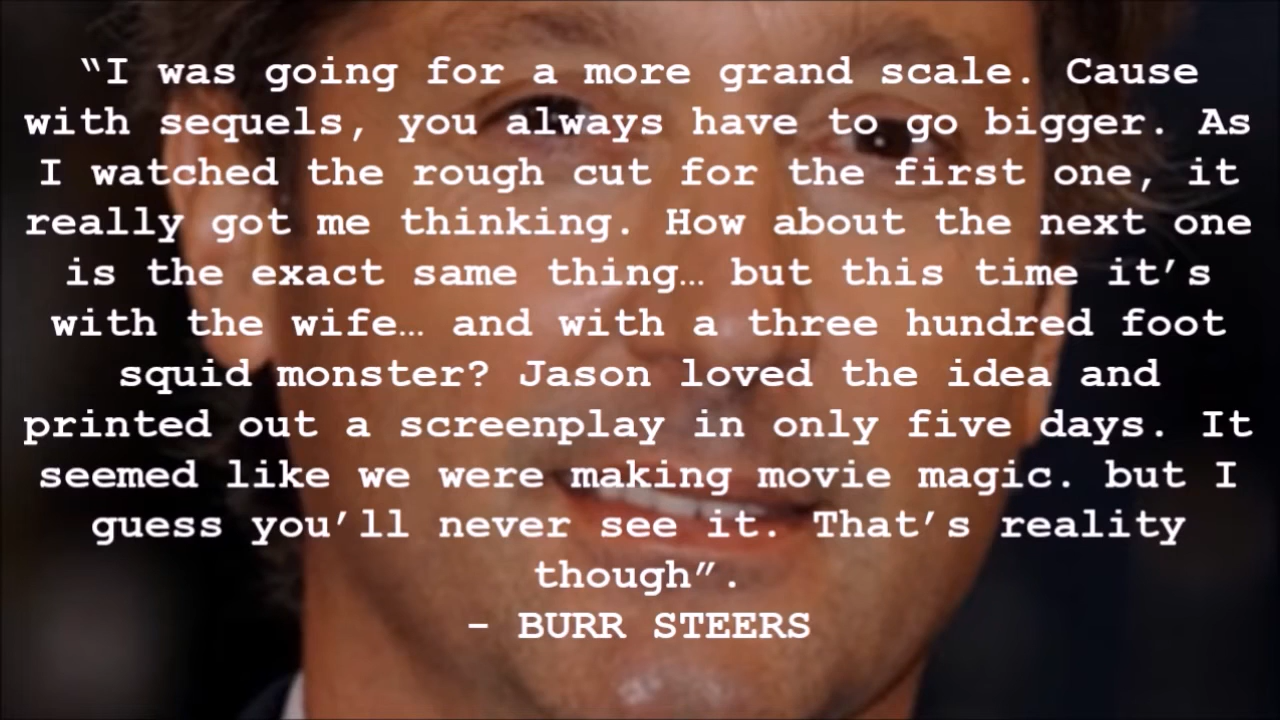 “I was going for a more grand scale. Cause
with sequels, you always have to go bigger. As
I watched the rough cut for the first one, it
really got me thinking. How about the next one
is the exact same thing… but this time it’s
with the wife… and with a three hundred foot
squid monster? Jason loved the idea and
printed out a screenplay in only five days. It
seemed like we were making movie magic. but I
guess you’ll never see it. That’s reality
though”.
- BURR STEERS